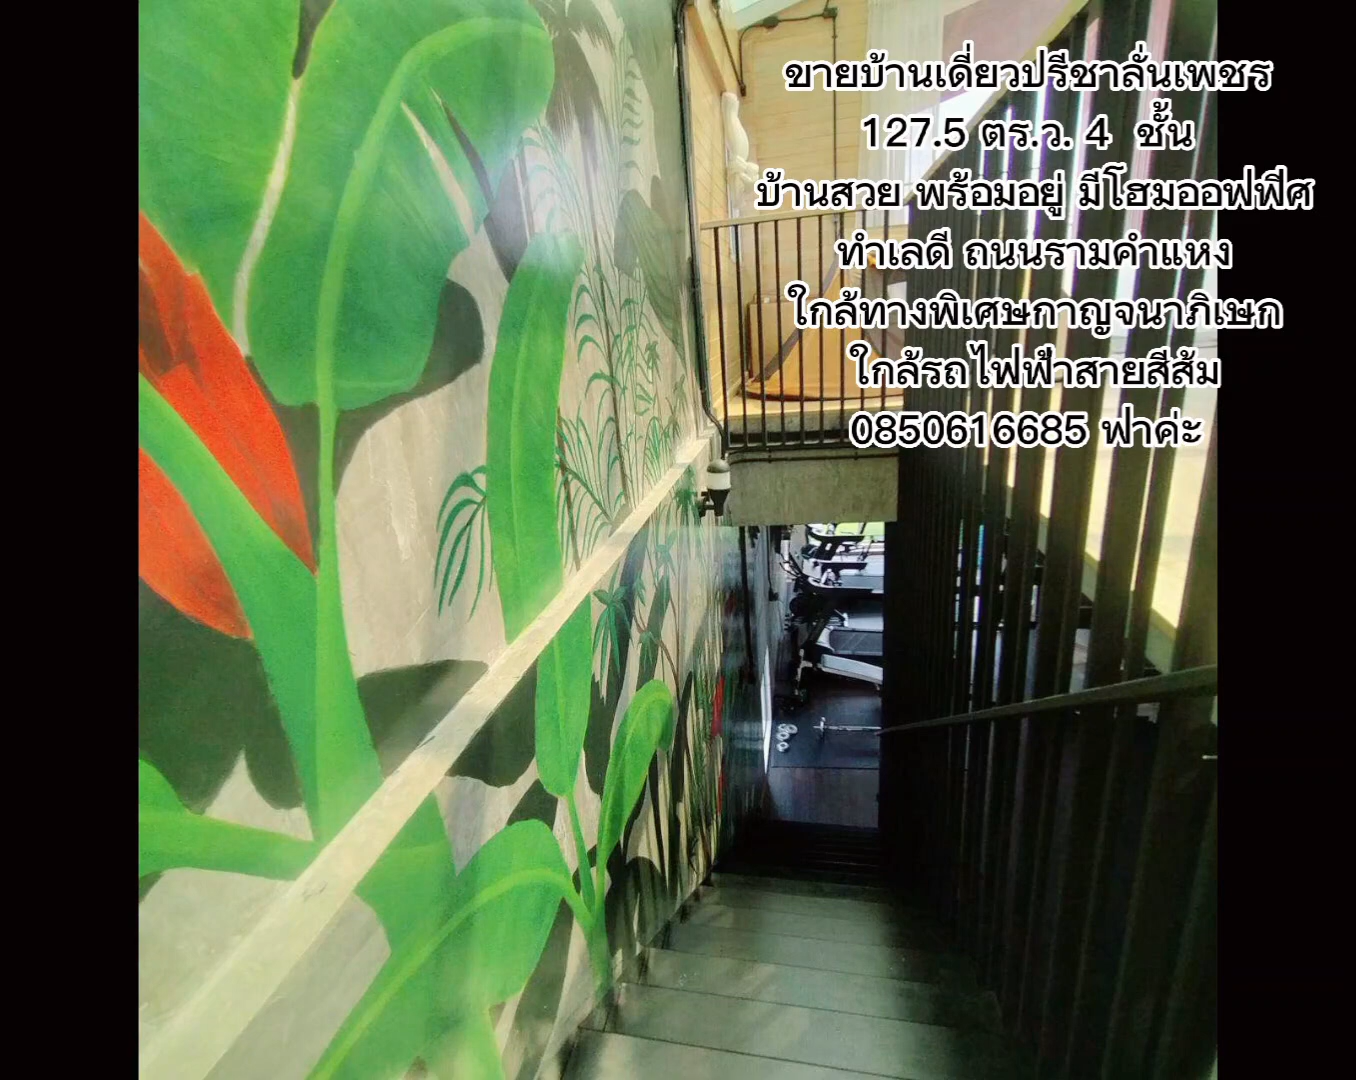 ขายบ้านเดี่ยวปรีชาลั่นเพชร
127.5 ตร.ว. 4 ชั้น
บ้านสวย พร้อมอยู่ มีโฮมออฟฟีศ
ทำเลดี ถนนรามคำแหง
ใกล้ทางพิเศษกาญจนาภิเษก
ใกล้รถไฟฟ้าสายสีส้ม
0850616685 ฟาค่ะ